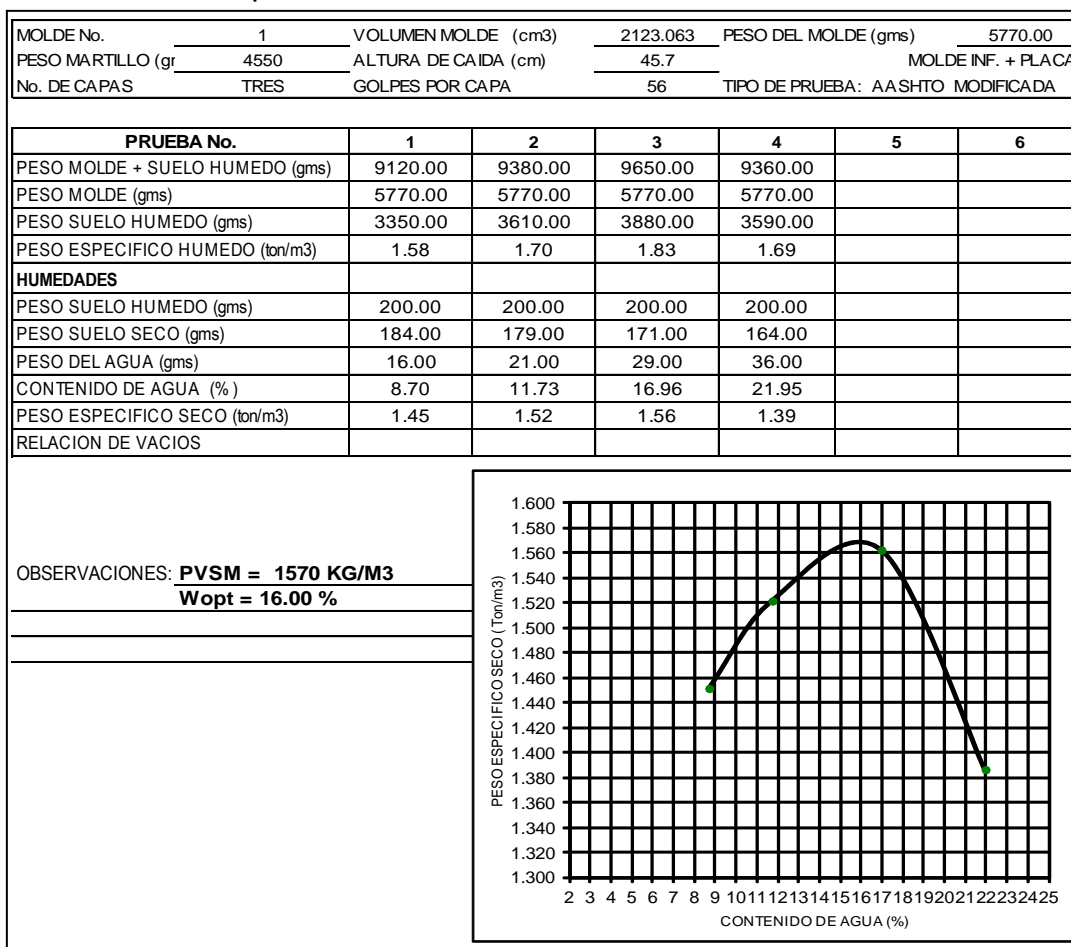 MOLDE No. 1 VOLUMEN MOLDE (cm3) 2123.063 PESO DEL MOLDE (gms) 5770.00
PESO MARTILLO (gr 4550 ALTURA DE CAIDA (cm) 45.7 MOLDE INF. + PLACA
No. DE CAPAS TRES GOLPES POR CAPA 56 TIPO DE PRUEBA: AASHTO MODIFICADA
PRUEBA No. 1 2 3 4 5 6
PESO MOLDE + SUELO HUMEDO (gms) 9120.00 9380.00 9650.00 9360.00
PESO MOLDE (gms) 5770.00 5770.00 5770.00 5770.00
PESO SUELO HUMEDO (gms) 3350.00 3610.00 3880.00 3590.00
PESO ESPECIFICO HUMEDO (ton/m3) 1.58 1.70 1.83 1.69
HUMEDADES
PESO SUELO HUMEDO (gms) 200.00 200.00 200.00 200.00
PESO SUELO SECO (gms) 184.00 179.00 171.00 164.00
PESO DEL AGUA (gms) 16.00 21.00 29.00 36.00
CONTENIDO DE AGUA (%) 8.70 11.73 16.96 21.95
PESO ESPECIFICO SECO (ton/m3) 1.45 1.52 1.56 1.39
RELACION DE VACIOS
OBSERVACIONES: PVSM = 1570 KG/M3
Wopt = 16.00 %
PESO ESPECIFICO SECO ( Ton/m3)
1.600
1.580
1.560
1.540
1.520
1.500
1.480
1.460
1.440
1.420
1.400
1.380
1.360
1.340
1.320
1.300
2 3 4 5 6 7 8 9 10 11 12 13 14 15 16 17 18 19 20 21 22 23 24 25
CONTENIDO DE AGUA (%)